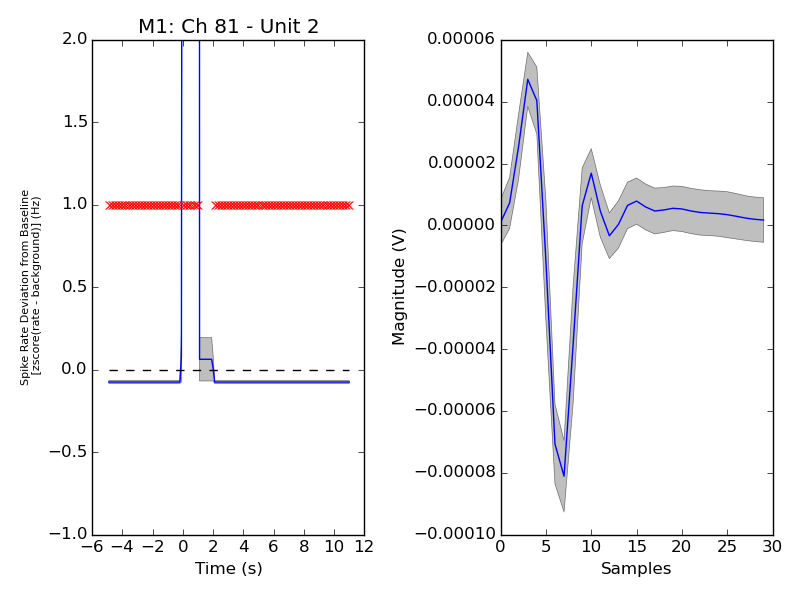 M1: Ch 81 - Unit 2
2.0
1.5
1.0
0.5
0.0
−0.5
−1.0
−6 −4 −2 0 2 4 6 8 10 12
Time (s)
Spike Rate Deviation from Baseline
[zscore(rate - background)] (Hz)
0.00006
0.00004
0.00002
0.00000
−0.00002
−0.00004
−0.00006
−0.00008
−0.00010
0 5 10 15 20 25 30
Samples
Magnitude (V)